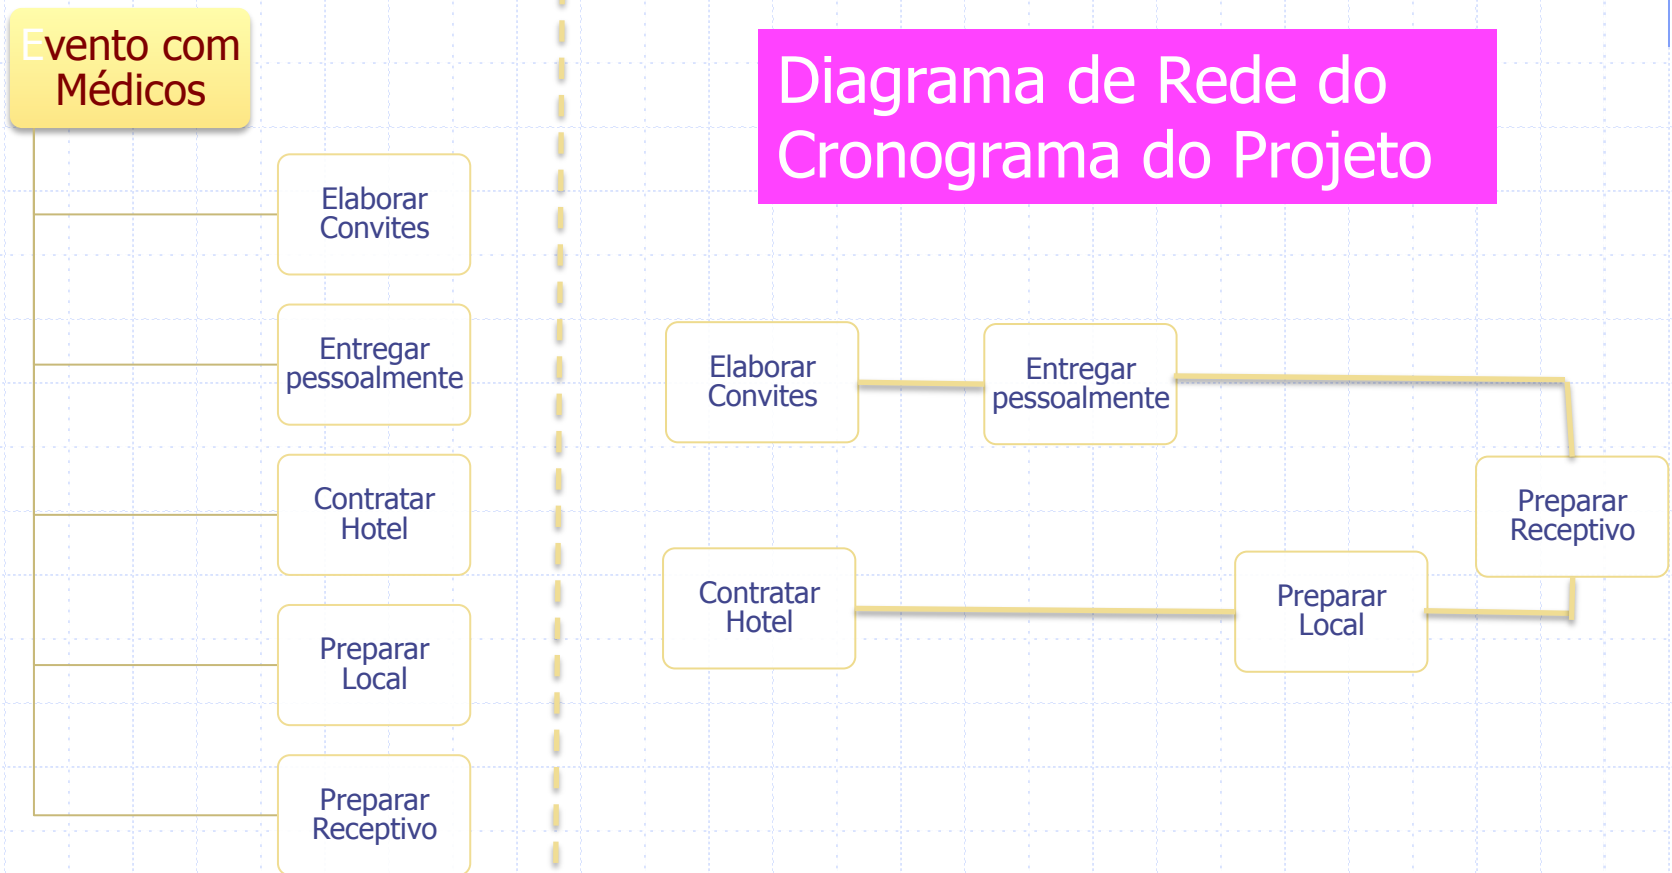 Evento com
Médicos
Elaborar
Convites
Entregar
pessoalmente
Contratar
Hotel
Preparar
Local
Preparar
Receptivo
Diagrama de Rede do
Cronograma do Projeto
Elaborar
Convites
Entregar
pessoalmente
Preparar
Receptivo
Contratar
Hotel
Preparar
Local